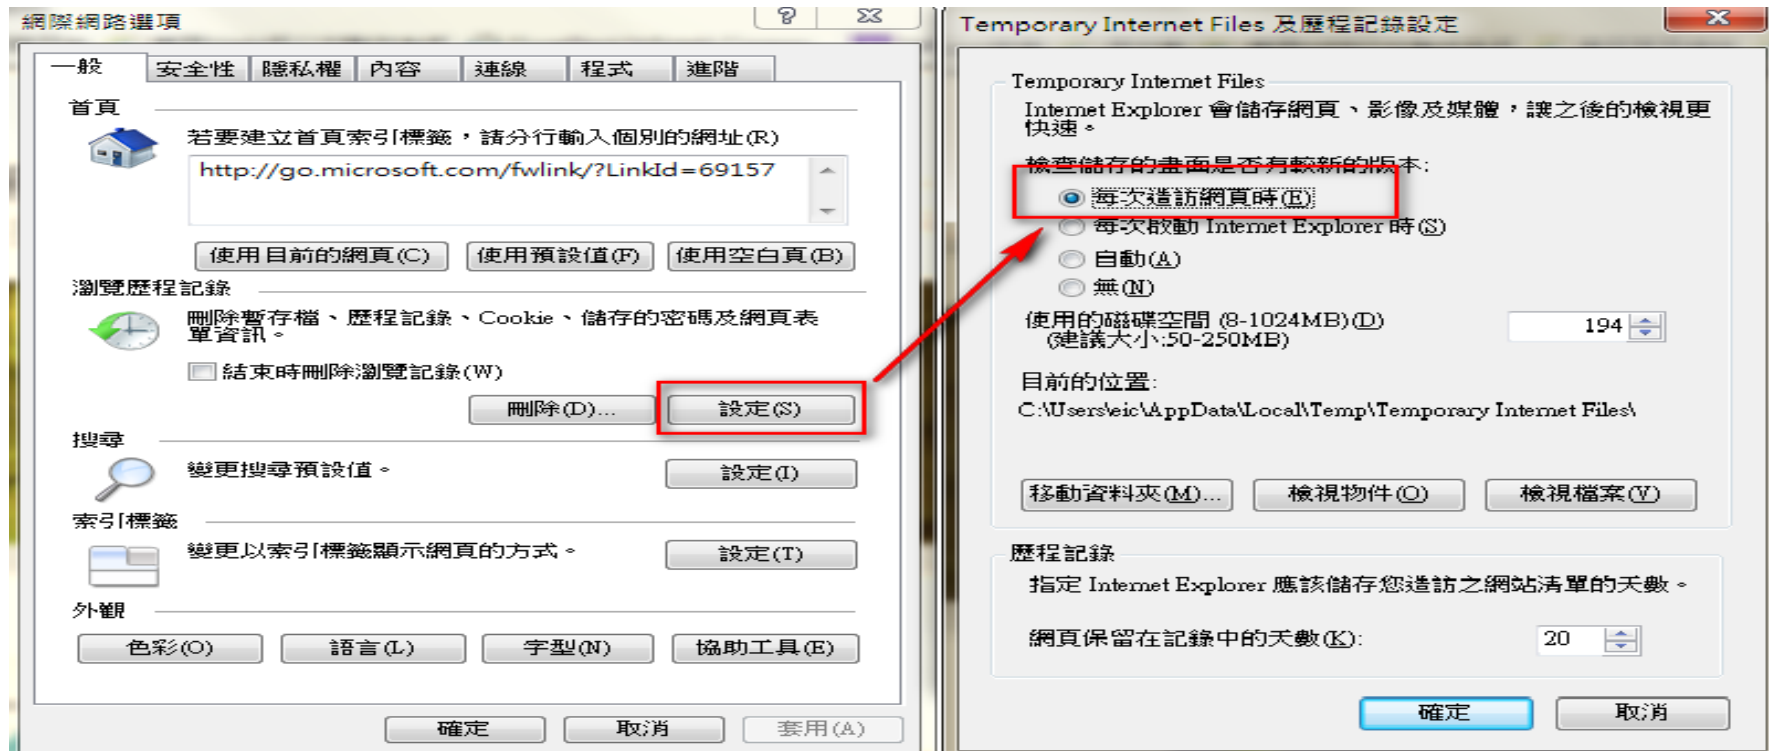 網際網路選項
一般 安全性 隱私權 內容 連線 程式 進階
首頁
若要建立首頁索引標籤，請分行輸入個別的網址(R)
http://go.microsoft.com/fwlink/?LinkId=69157
使用目前的網頁(C) 使用預設值(F) 使用空白頁(B)
瀏覽歷程記錄
刪除暫存檔、歷程記錄、Cookie、儲存的密碼及網頁表
單資訊。
結束時刪除瀏覽記錄(W)
刪除(D)... 設定(S)
搜尋
變更搜尋預設值。 設定(I)
索引標籤
變更以索引標籤顯示網頁的方式。 設定(T)
外觀
色彩(O) 語言(L) 字型(N) 協助工具(E)
確定 取消 套用(A)
Temporary Internet Files 及歷程記錄設定
Temporary Internet Files
Internet Explorer 會儲存網頁、影像及媒體，讓之後的檢視更
快速。
檢查儲存的畫面是否有較新的版本:
每次造訪網頁時(E)
每次啟動 Internet Explorer 時(S)
自動(A)
無(N)
使用的磁碟空間 (8-1024MB)(D) 194
(建議大小:50-250MB)
目前的位置:
C:\Users\eic\AppData\Local\Temp\Temporary Internet Files\
移動資料夾(M)... 檢視物件(O) 檢視檔案(V)
歷程記錄
指定 Internet Explorer 應該儲存您造訪之網站清單的天數。
網頁保留在記錄中的天數(K): 20
確定 取消